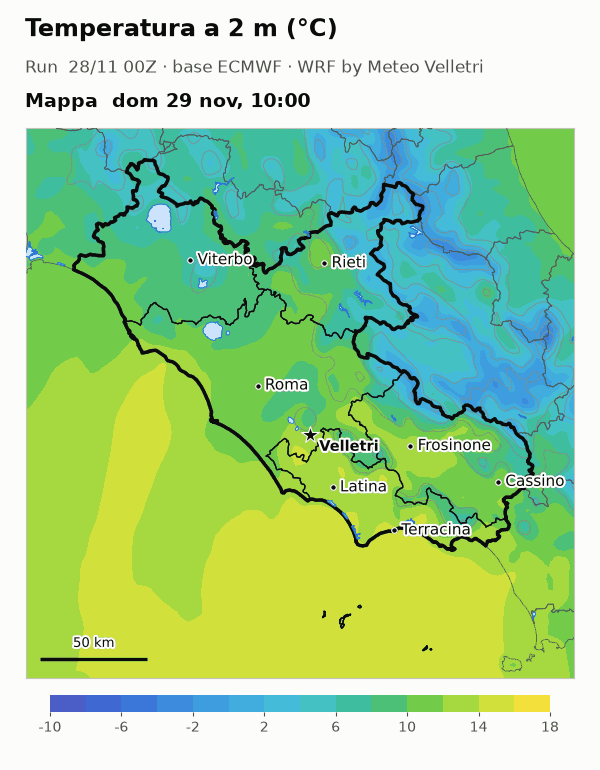 Temperatura a 2 m (°C)
Run  28/11 00Z · base ECMWF · WRF by Meteo Velletri
Mappa  dom 29 nov, 10:00
Viterbo
Rieti
Roma
Velletri
Frosinone
Latina
Cassino
Terracina
50 km
-10 -6 -2 2 6 10 14 18